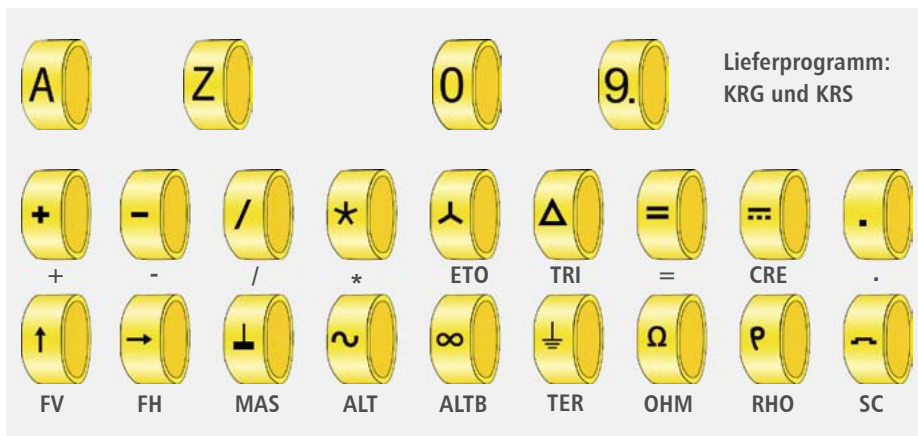 A Z 0 9. Lieferprogramm:
KRG und KRS
+ - / * ⅄ Δ = ⎓ .
+ - / * ETO TRI = CRE .
↑ → ⊥ ~ ∞ ⏚ Ω ρ
FV FH MAS ALT ALTB TER OHM RHO SC